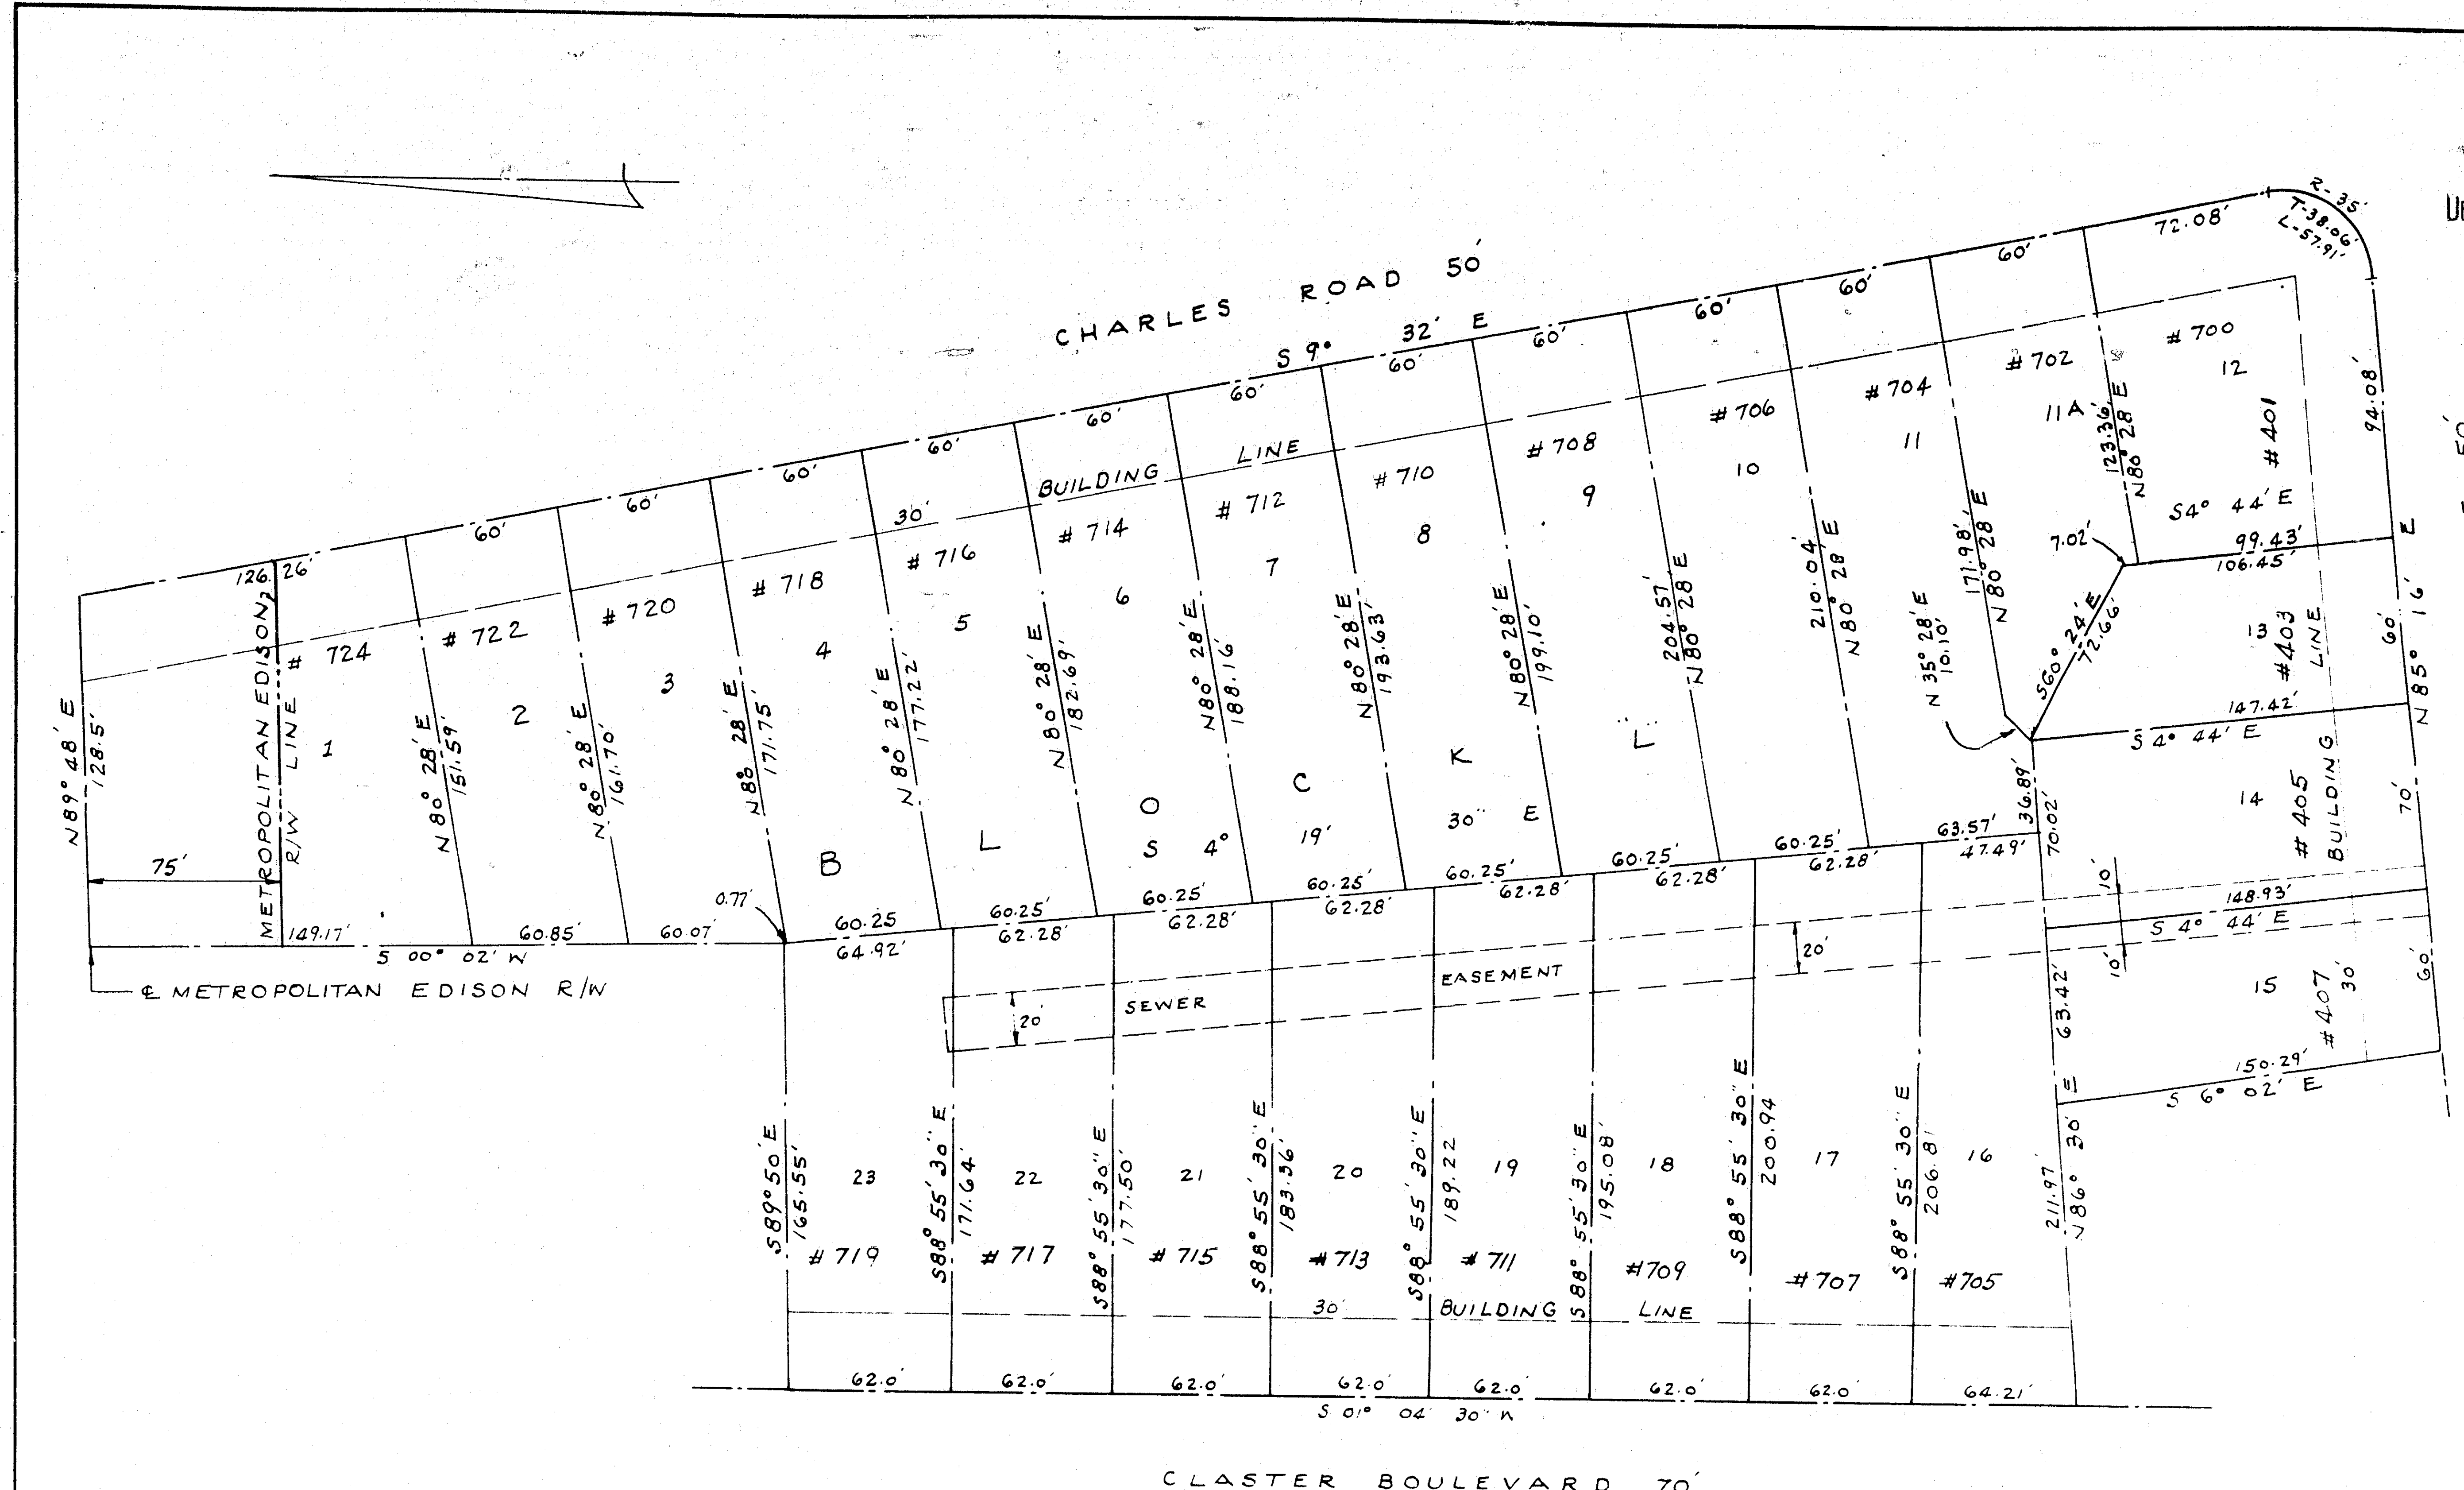 CHARLES ROAD 50'
S 9° 32' E
R-35'
T-38.06'
L-57.91'
126.26'
60'
60'
60'
60'
60'
60'
60'
60'
60'
60'
60'
60'
72.08'
30'
BUILDING LINE
# 724
1
# 722
2
# 720
3
# 718
4
# 716
5
# 714
6
# 712
7
# 710
8
# 708
9
# 706
10
# 704
11
# 702
11A
# 700
12
# 401
N 89° 48' E
128.5'
75'
METROPOLITAN EDISON
R/W LINE
N 80° 28' E
151.59'
N 80° 28' E
161.70'
N 80° 28' E
171.75'
N 80° 28' E
177.22'
N 80° 28' E
182.69'
N 80° 28' E
188.16'
N 80° 28' E
193.63'
N 80° 28' E
199.10'
204.57'
N 80° 28' E
210.04'
N 80° 28' E
171.98'
N 80° 28' E
123.36'
N 80° 28' E
N 35° 28' E
10.10'
7.02'
S 60° 24' E
72.66'
S 4° 44' E
99.43'
106.45'
94.08'
N 85° 16' E
60'
70'
60'
50'
13
#403
BUILDING LINE
147.42'
S 4° 44' E
14
# 405
148.93'
S 4° 44' E
10'
10'
15
# 407
30'
150.29'
S 6° 02' E
36.89'
70.02'
63.42'
211.97'
N 86° 30' E
BLOCK F
S 4° 19' 30" E
149.17'
60.85'
60.07'
0.77'
S 00° 02' W
℄ METROPOLITAN EDISON R/W
60.25
64.92'
60.25'
62.28'
60.25'
62.28'
60.25'
62.28'
60.25'
62.28'
60.25'
62.28'
60.25'
62.28'
63.57'
47.49'
20'
SEWER EASEMENT
20'
S 89° 50' E
165.55'
23
# 719
S 88° 55' 30" E
171.64'
22
# 717
S 88° 55' 30" E
177.50'
21
# 715
S 88° 55' 30" E
183.36'
20
# 713
S 88° 55' 30" E
189.22
19
# 711
S 88° 55' 30" E
195.08'
18
#709
S 88° 55' 30" E
200.94
17
#707
S 88° 55' 30" E
206.81
16
#705
30' BUILDING LINE
62.0'
62.0'
62.0'
62.0'
62.0'
62.0'
62.0'
64.21'
S 01° 04' 30" W
CLASTER BOULEVARD 70'